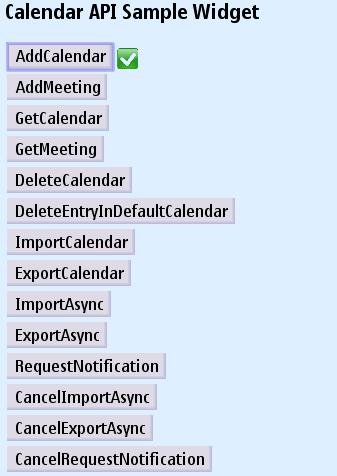 Calendar API Sample Widget
AddCalendar
AddMeeting
GetCalendar
GetMeeting
DeleteCalendar
DeleteEntryInDefaultCalendar
ImportCalendar
ExportCalendar
ImportAsync
ExportAsync
RequestNotification
CancelImportAsync
CancelExportAsync
CancelRequestNotification